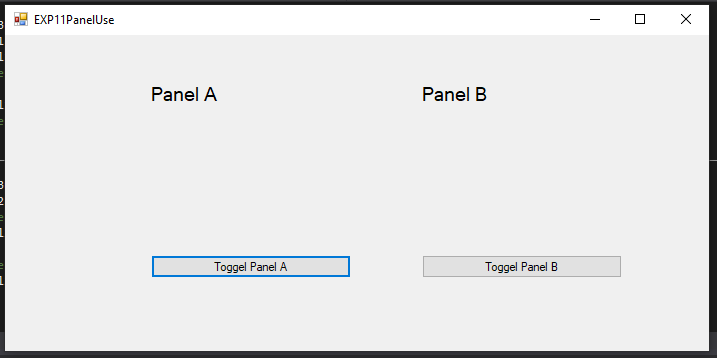 EXP11PanelUse
Panel A
Panel B
Toggel Panel A
Toggel Panel B